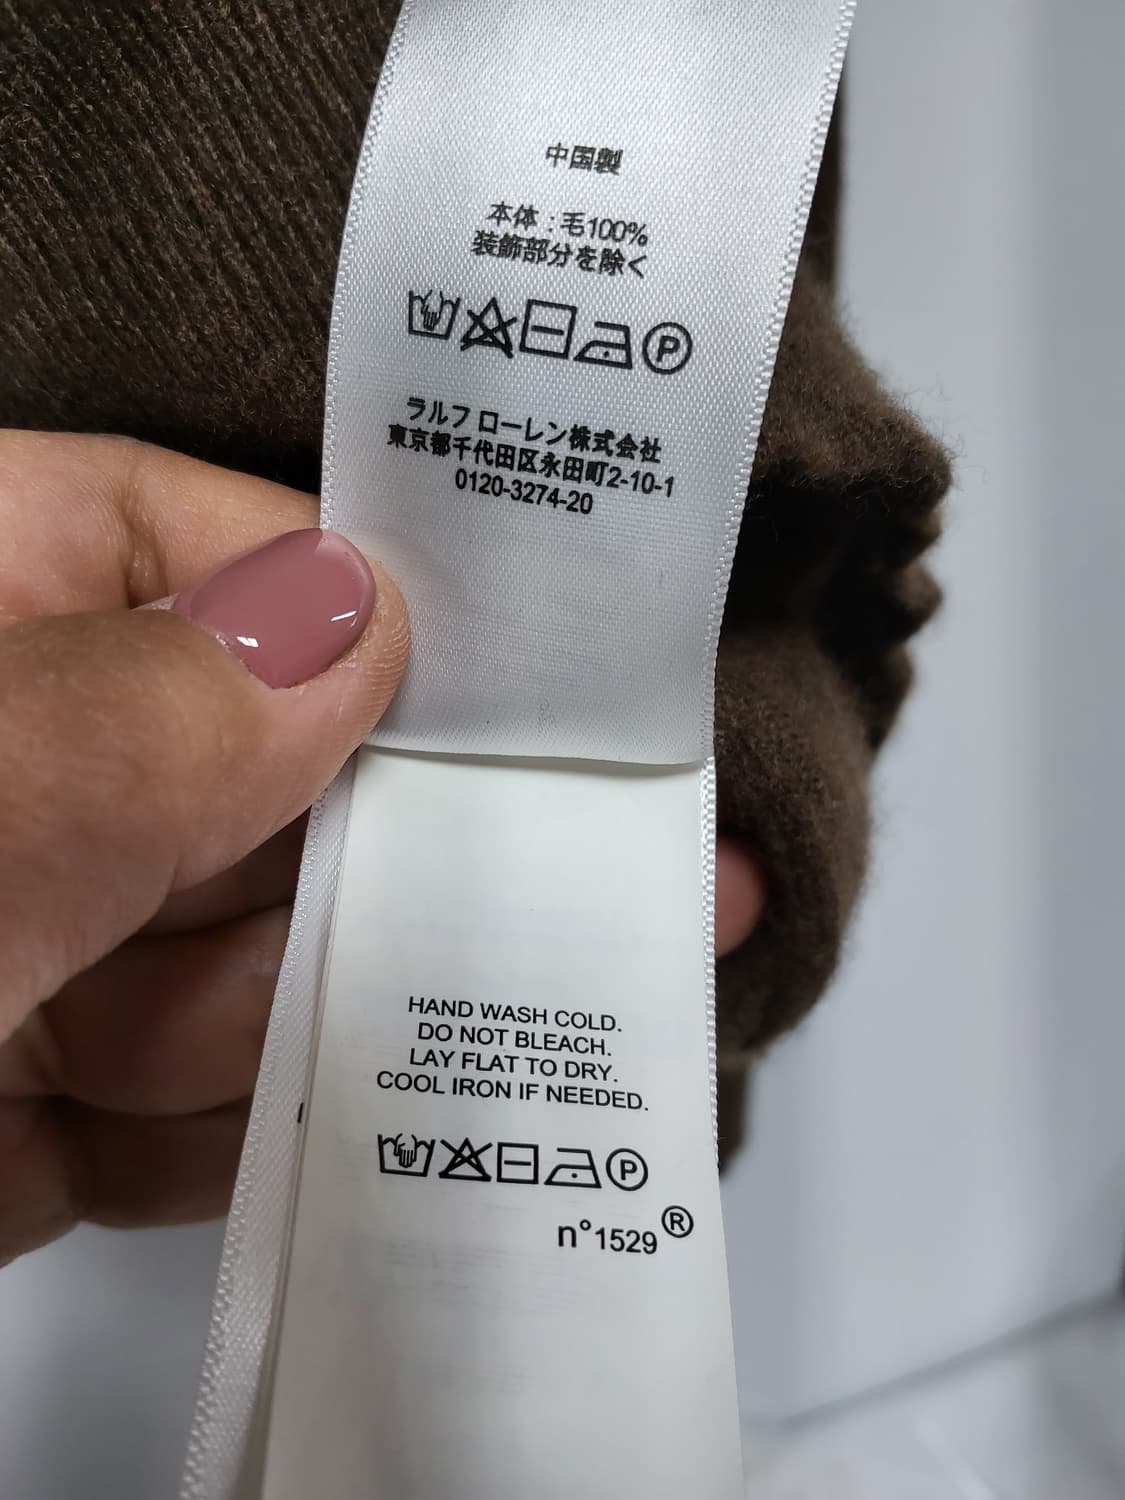 中国製
本体：毛100%
装飾部分を除く
P
ラルフ ローレン株式会社
東京都千代田区永田町2-10-1
0120-3274-20
HAND WASH COLD.
DO NOT BLEACH.
LAY FLAT TO DRY.
COOL IRON IF NEEDED.
P
n°1529®